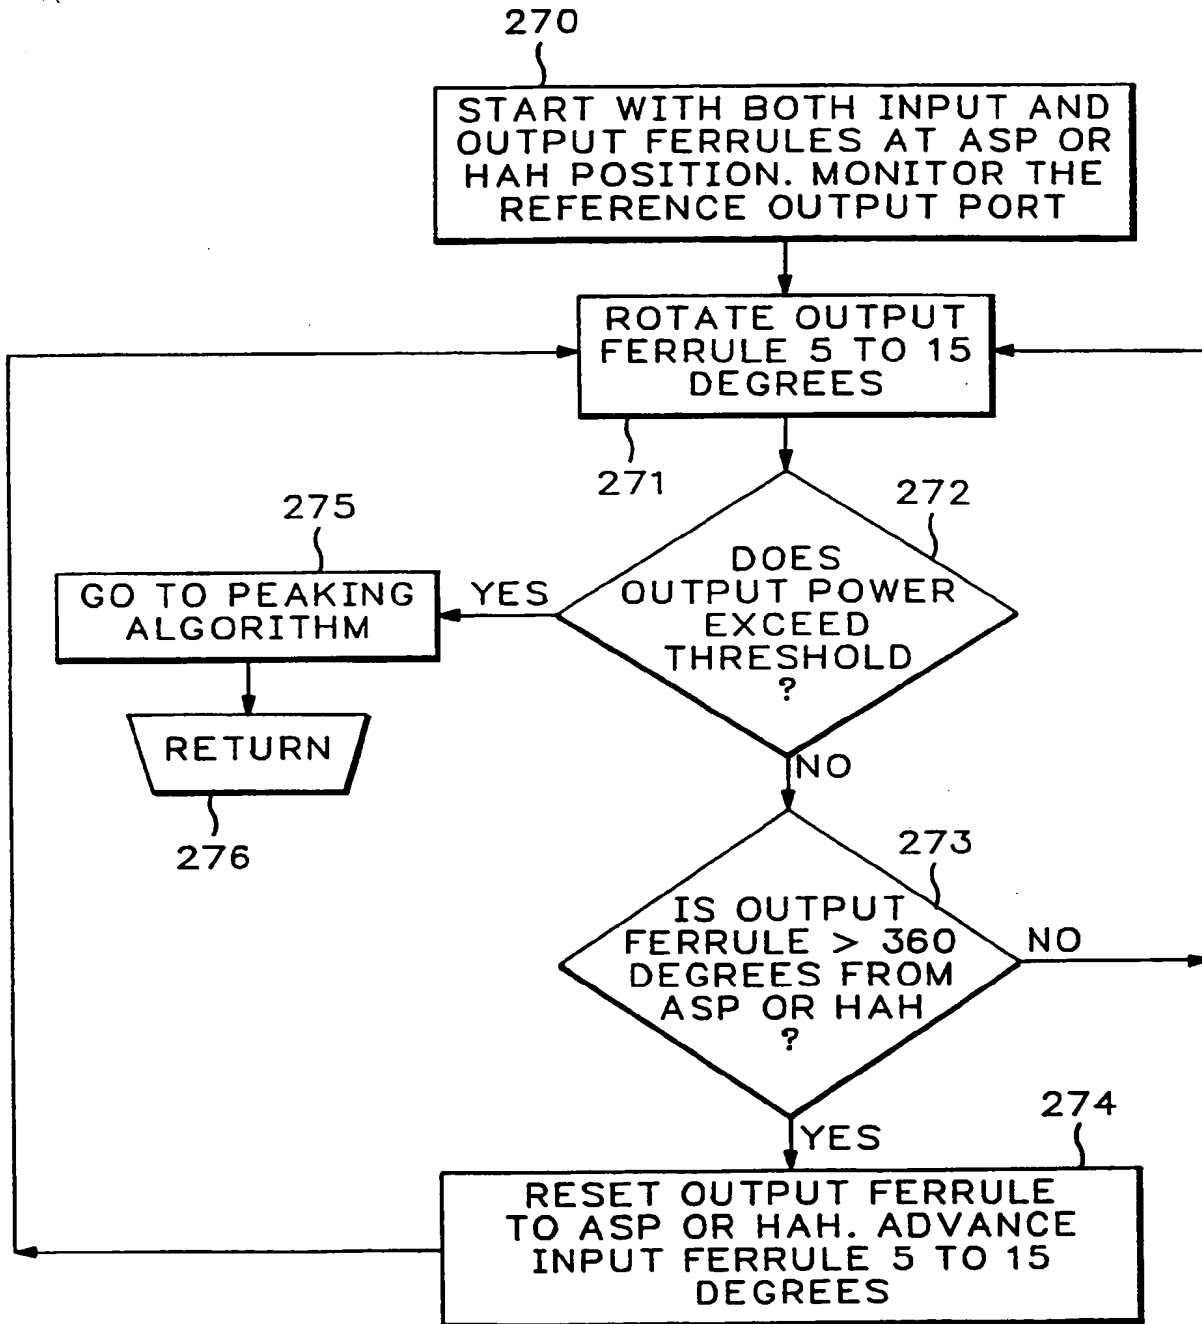 270
START WITH BOTH INPUT AND
OUTPUT FERRULES AT ASP OR
HAH POSITION. MONITOR THE
REFERENCE OUTPUT PORT
ROTATE OUTPUT
FERRULE 5 TO 15
DEGREES
271
272
DOES
OUTPUT POWER
EXCEED
THRESHOLD
?
YES
275
GO TO PEAKING
ALGORITHM
RETURN
276
NO
273
IS OUTPUT
FERRULE > 360
DEGREES FROM
ASP OR HAH
?
NO
YES
274
RESET OUTPUT FERRULE
TO ASP OR HAH. ADVANCE
INPUT FERRULE 5 TO 15
DEGREES